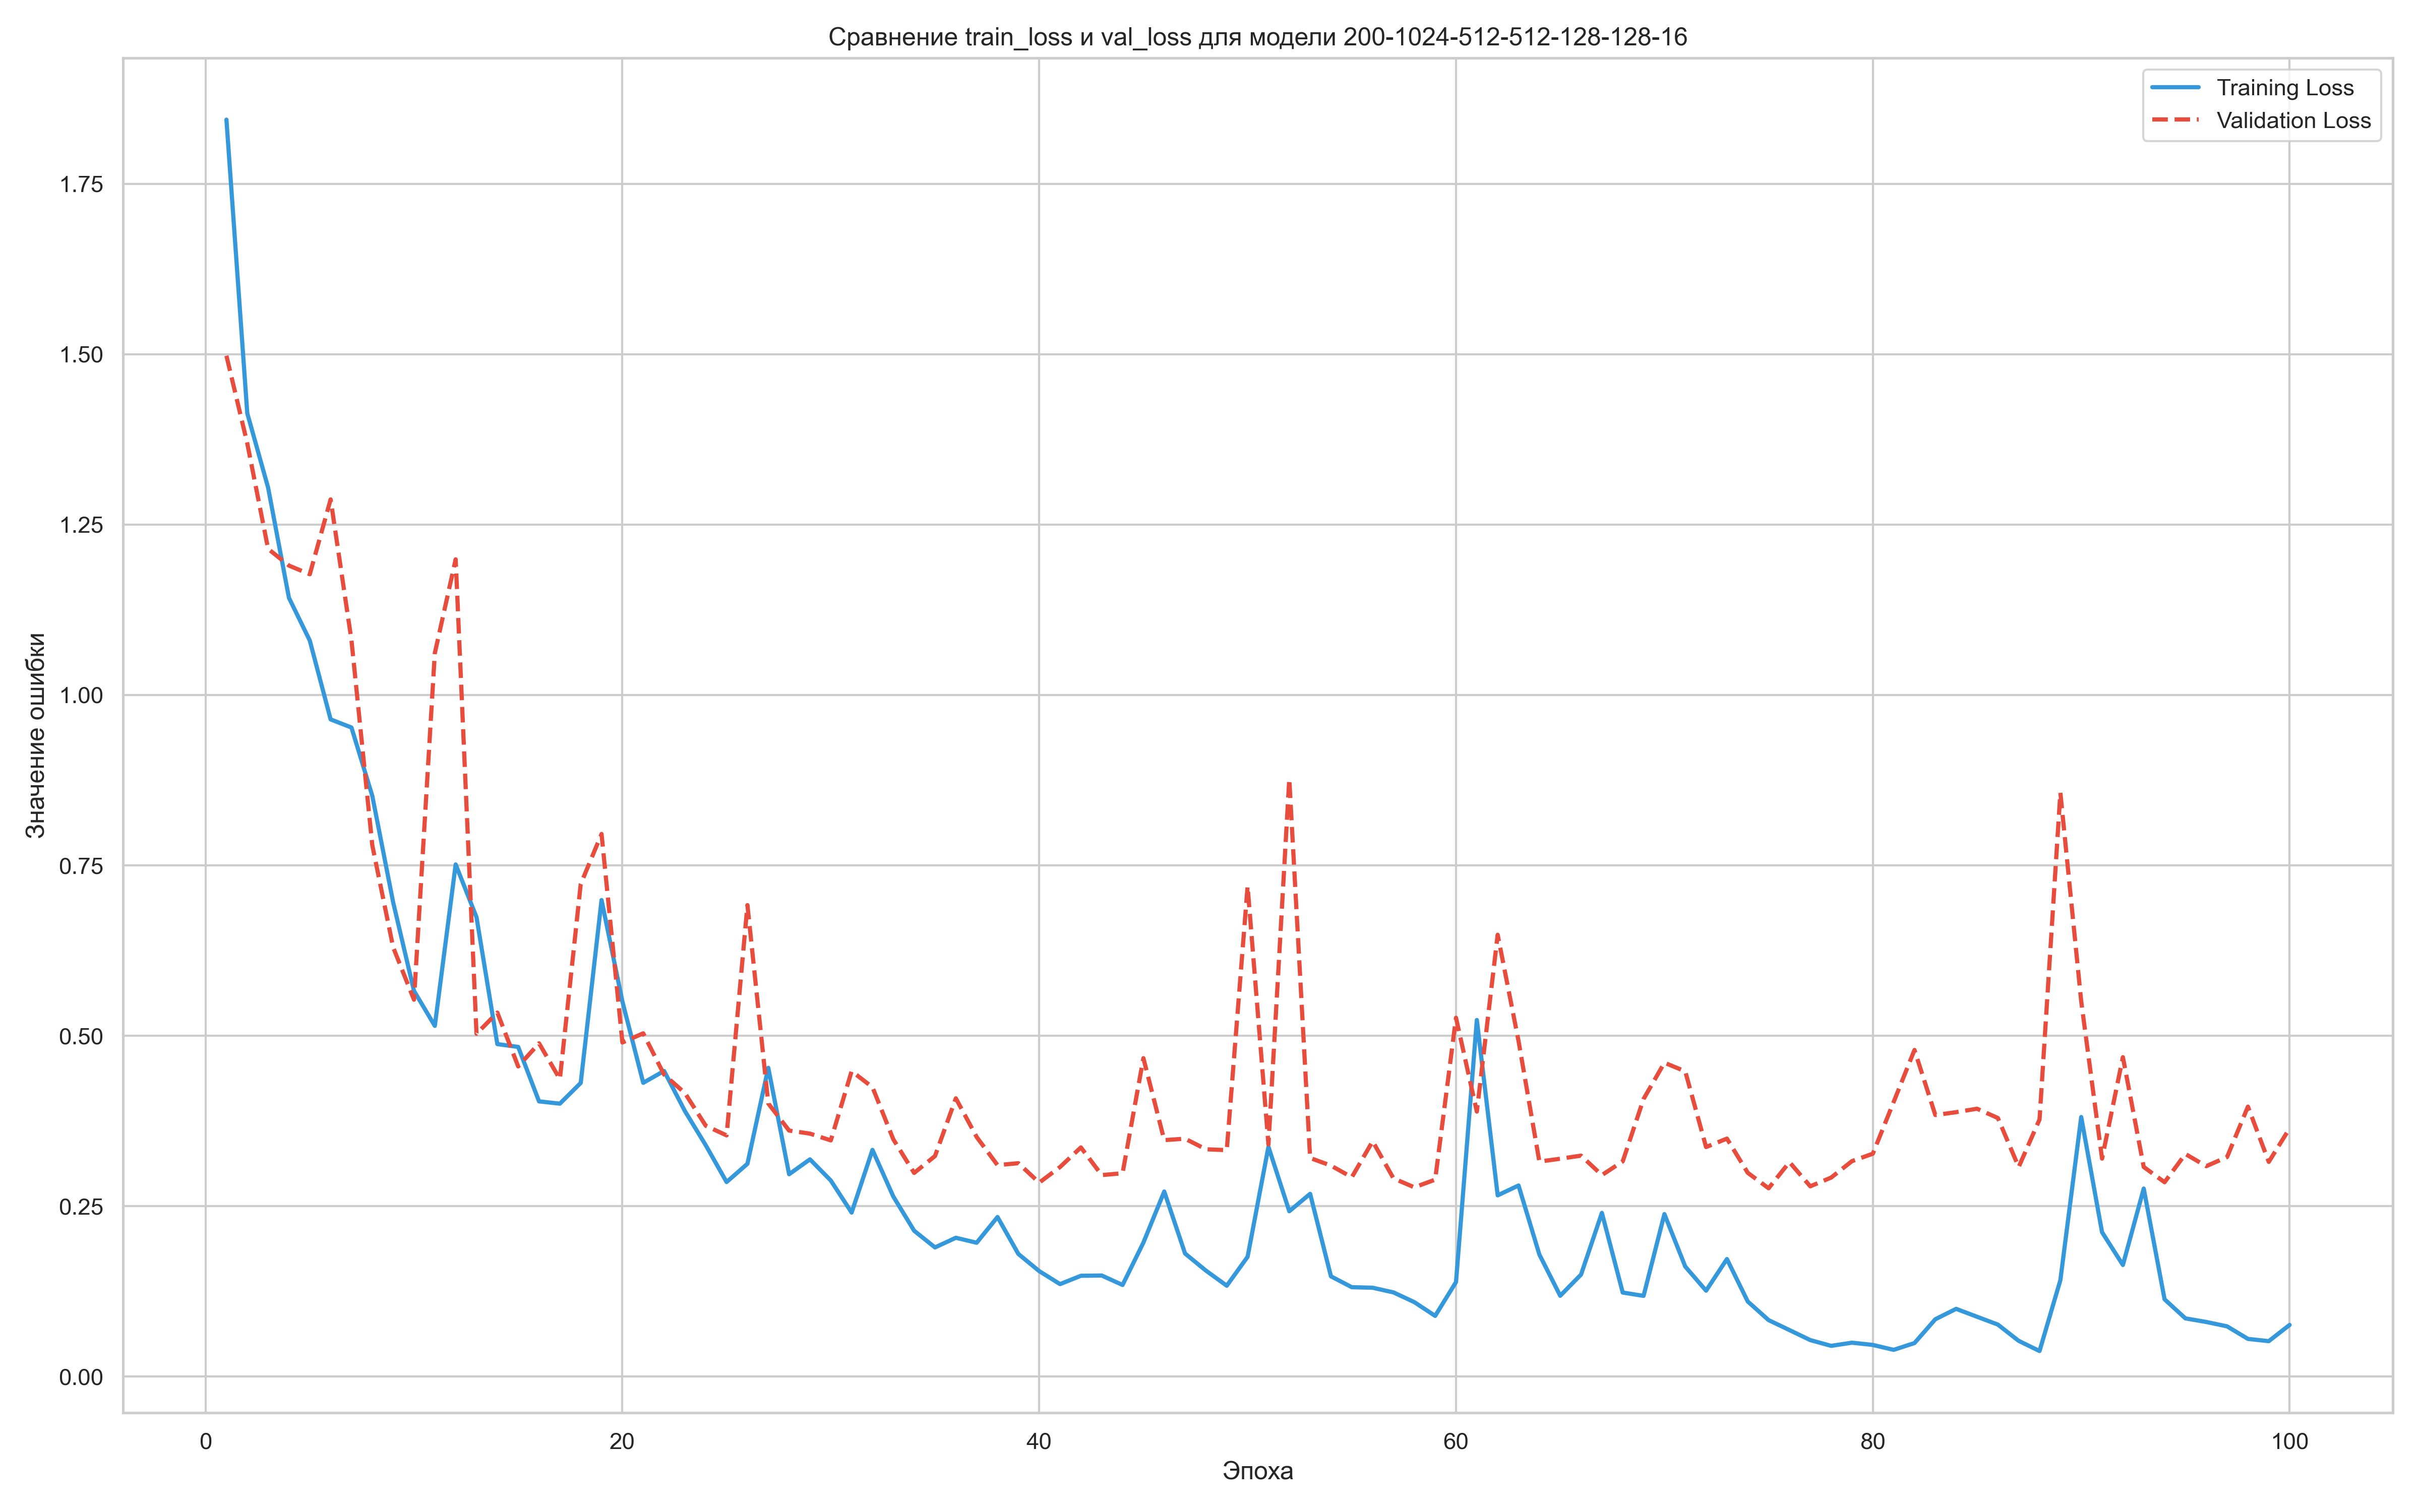 Сравнение train_loss и val_loss для модели 200-1024-512-512-128-128-16
Training Loss
Validation Loss
Значение ошибки
1.75
1.50
1.25
1.00
0.75
0.50
0.25
0.00
0
20
40
60
80
100
Эпоха